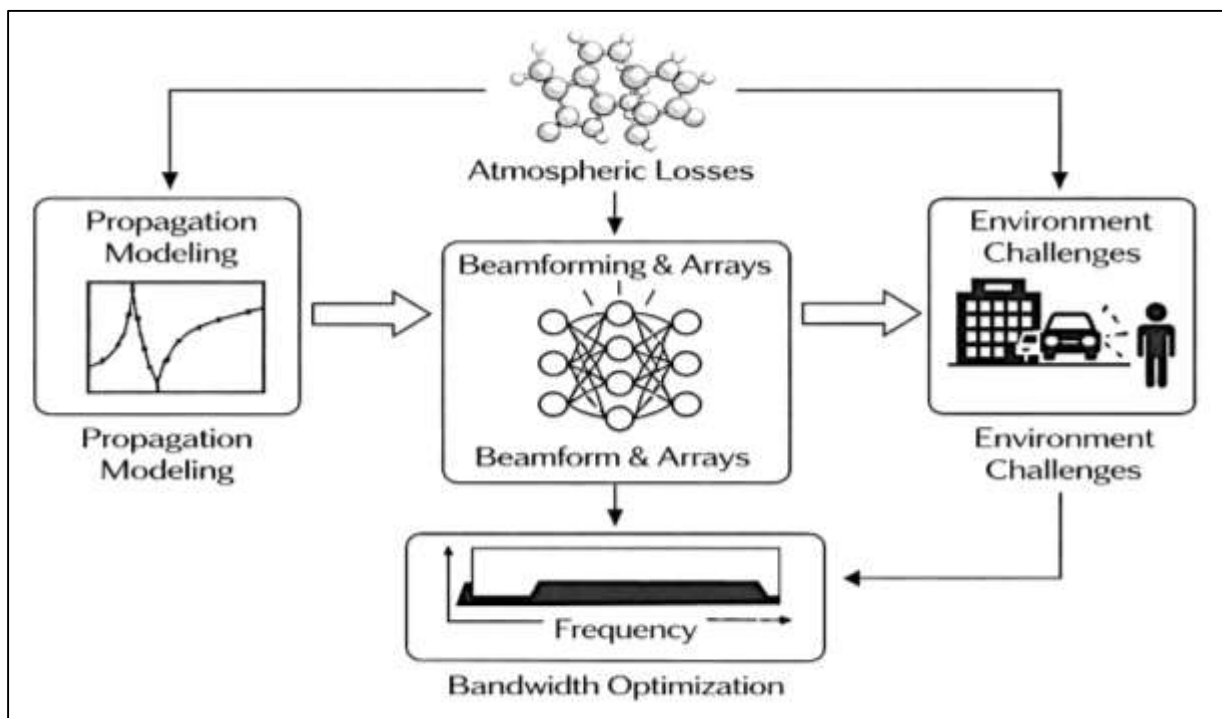 Atmospheric Losses
Propagation
Modeling
Propagation
Modeling
Beamforming & Arrays
Beamform & Arrays
Environment
Challenges
Environment
Challenges
Frequency
Bandwidth Optimization